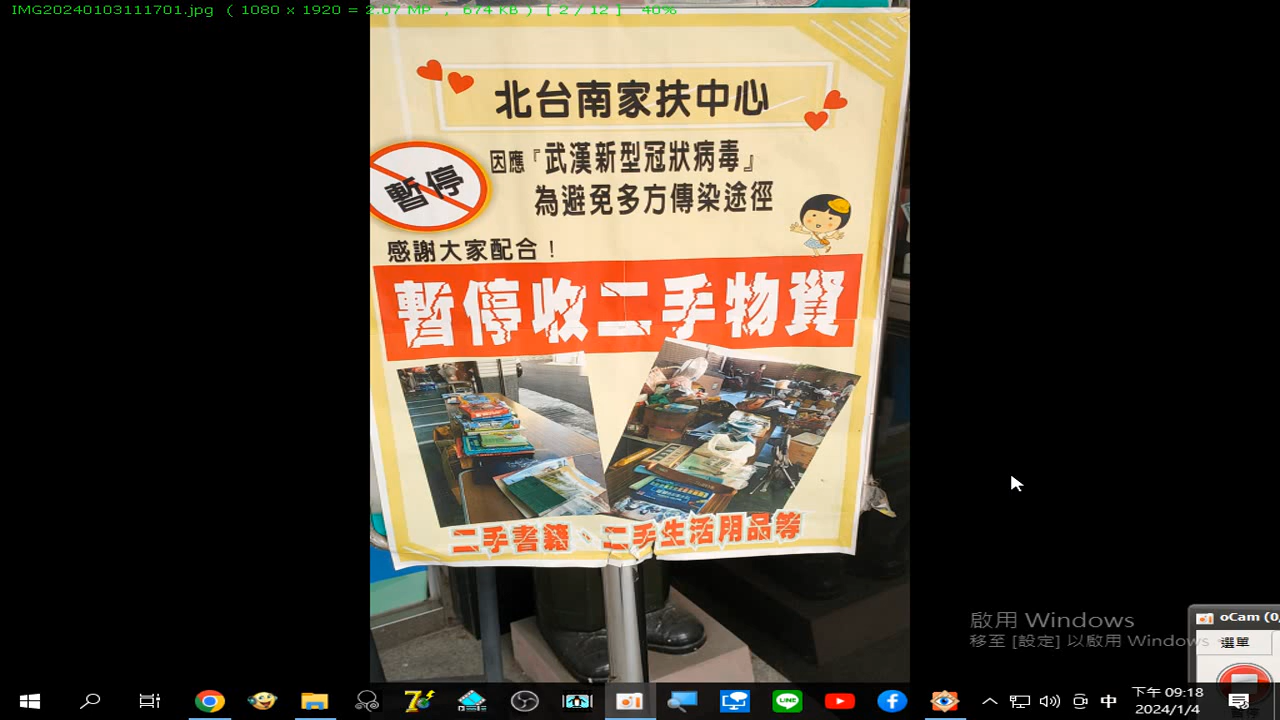 IMG20240103111701.jpg ( 1080 x 1920 = 2.07 MP , 674 KB ) [ 2 / 12 ] 40%
北台南家扶中心
暫停
因應『武漢新型冠狀病毒』
為避免多方傳染途徑
感謝大家配合！
暫停收二手物資
二手書籍、二手生活用品等
啟用 Windows
移至 [設定] 以啟用 Windows。
oCam (0,
選單
中
下午 09:18
2024/1/4